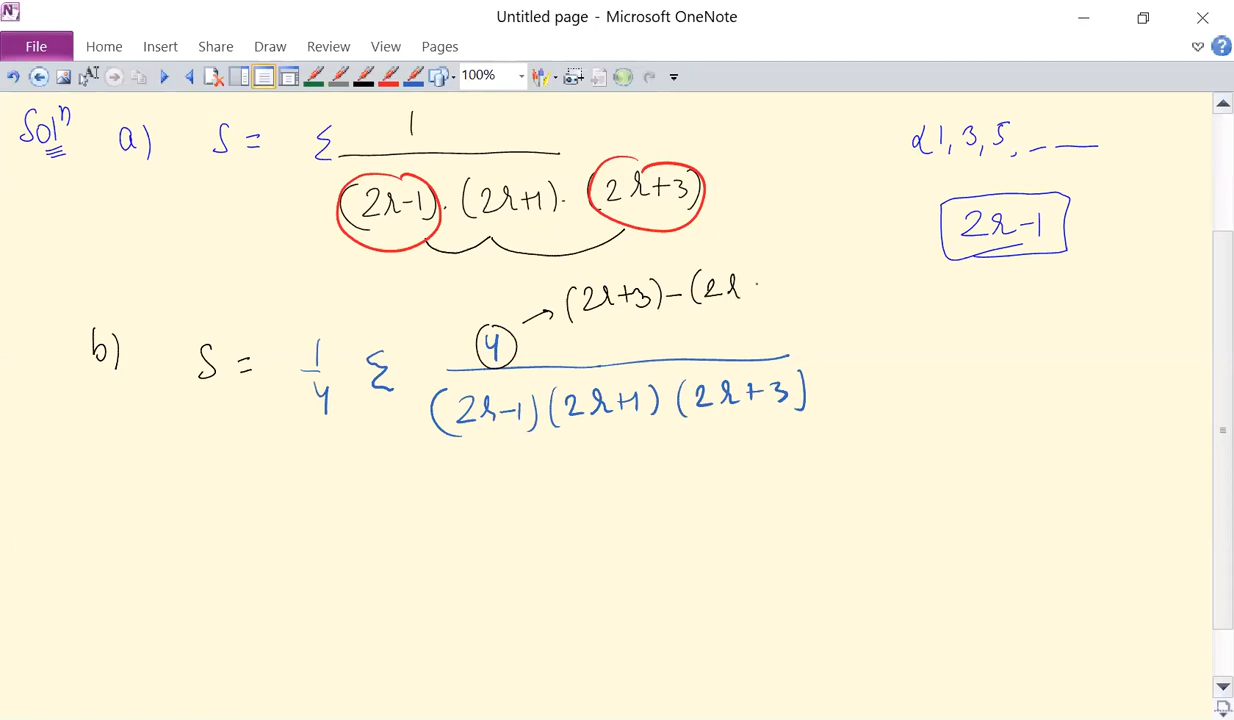 Untitled page - Microsoft OneNote
File Home Insert Share Draw Review View Pages
100%
Solⁿ a) S = Σ 1 / (2r-1).(2r+1).(2r+3)
α 1, 3, 5, - —
2r-1
4 → (2r+3)-(2r
b) S = 1/4 Σ 4 / (2r-1)(2r+1)(2r+3)